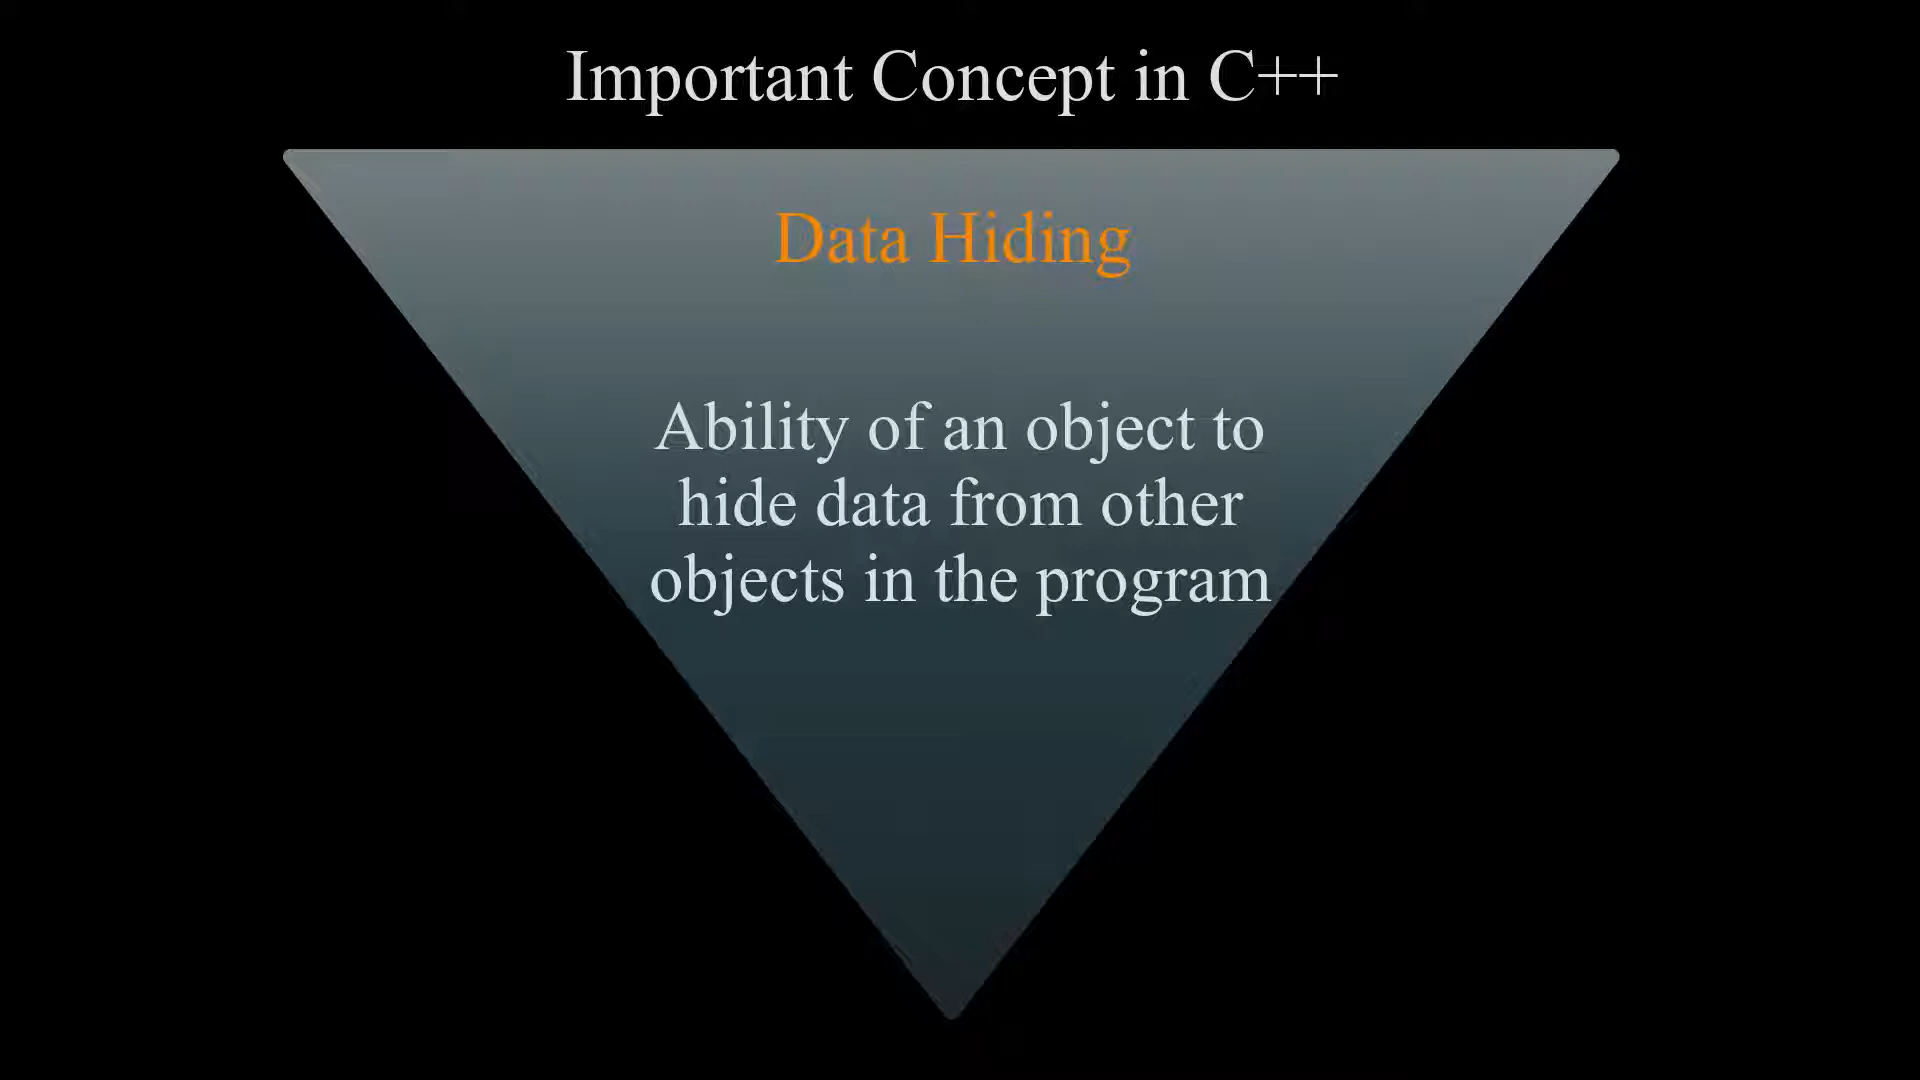 Important Concept in C++
Data Hiding
Ability of an object to
hide data from other
objects in the program